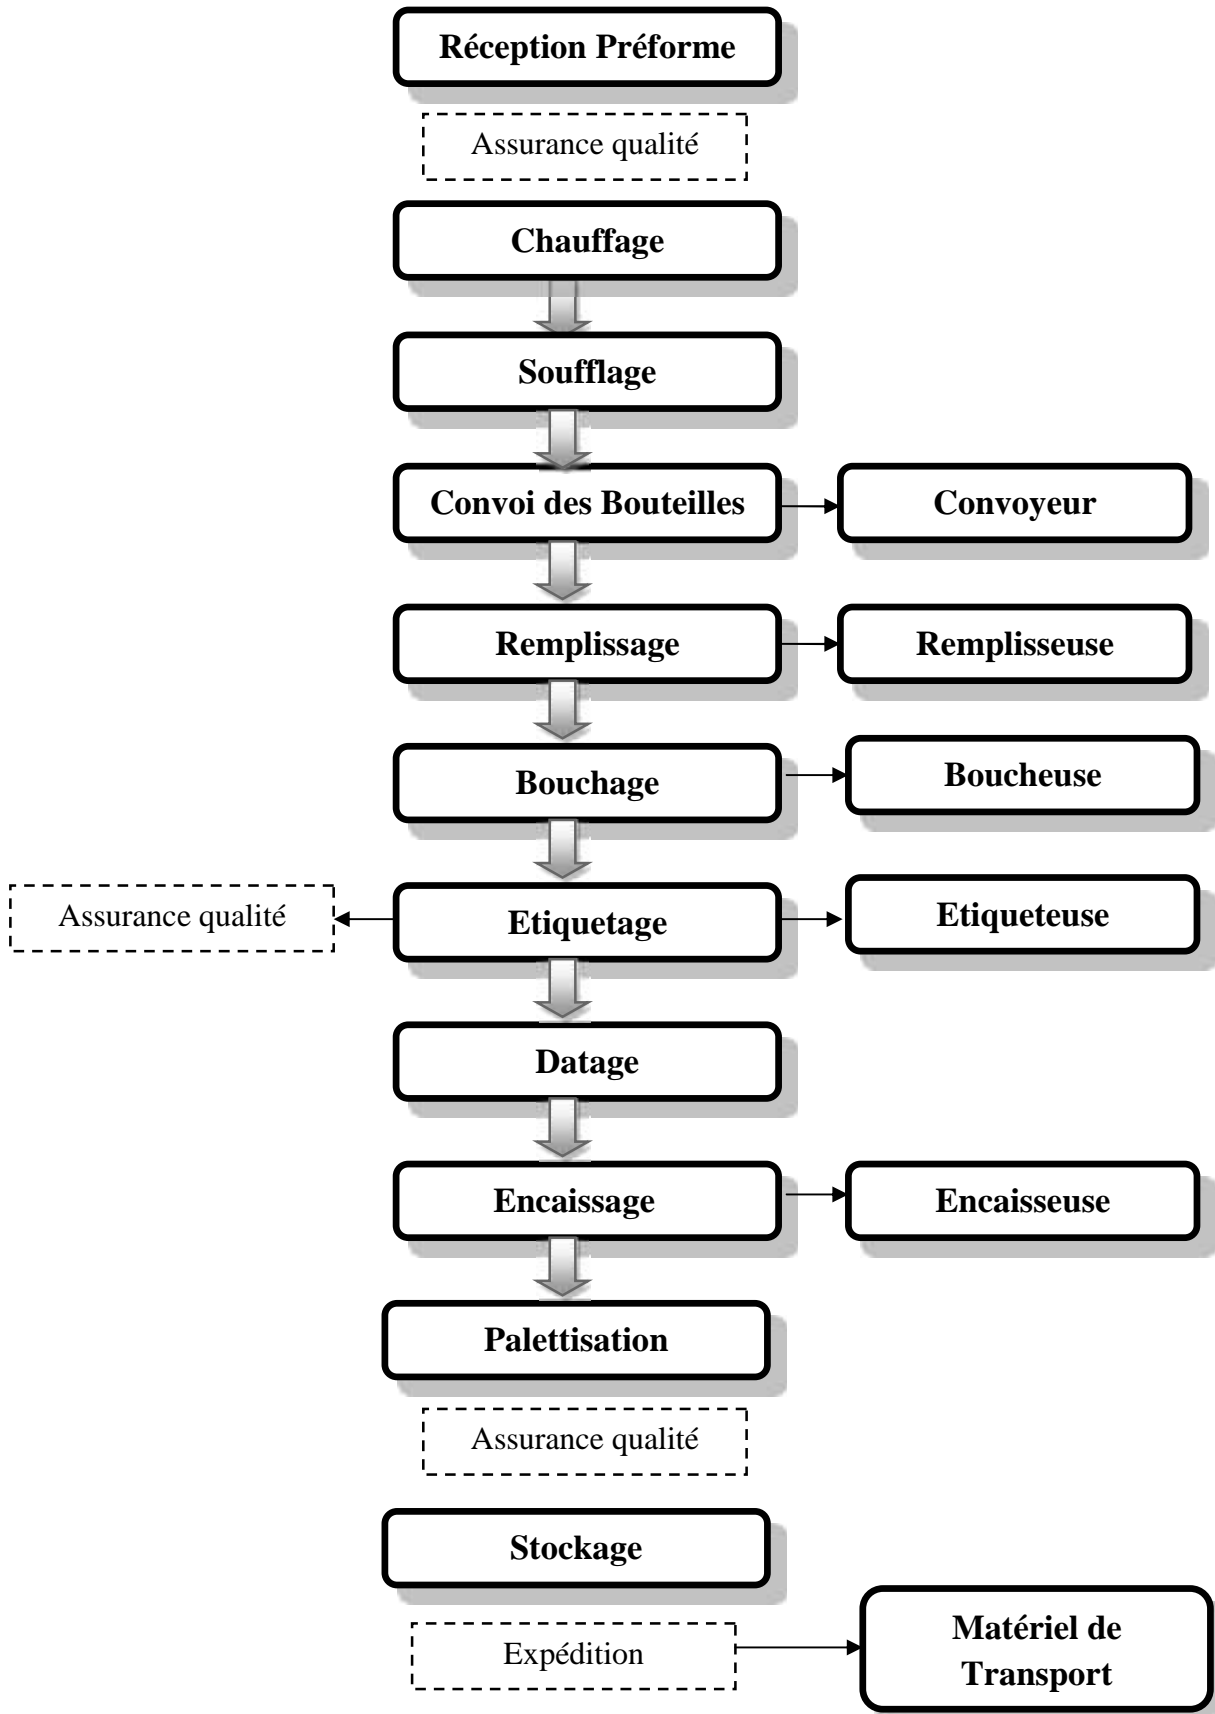 Réception Préforme
Assurance qualité
Chauffage
Soufflage
Convoi des Bouteilles
Convoyeur
Remplissage
Remplisseuse
Bouchage
Boucheuse
Assurance qualité
Etiquetage
Etiqueteuse
Datage
Encaissage
Encaisseuse
Palettisation
Assurance qualité
Stockage
Expédition
Matériel de
Transport